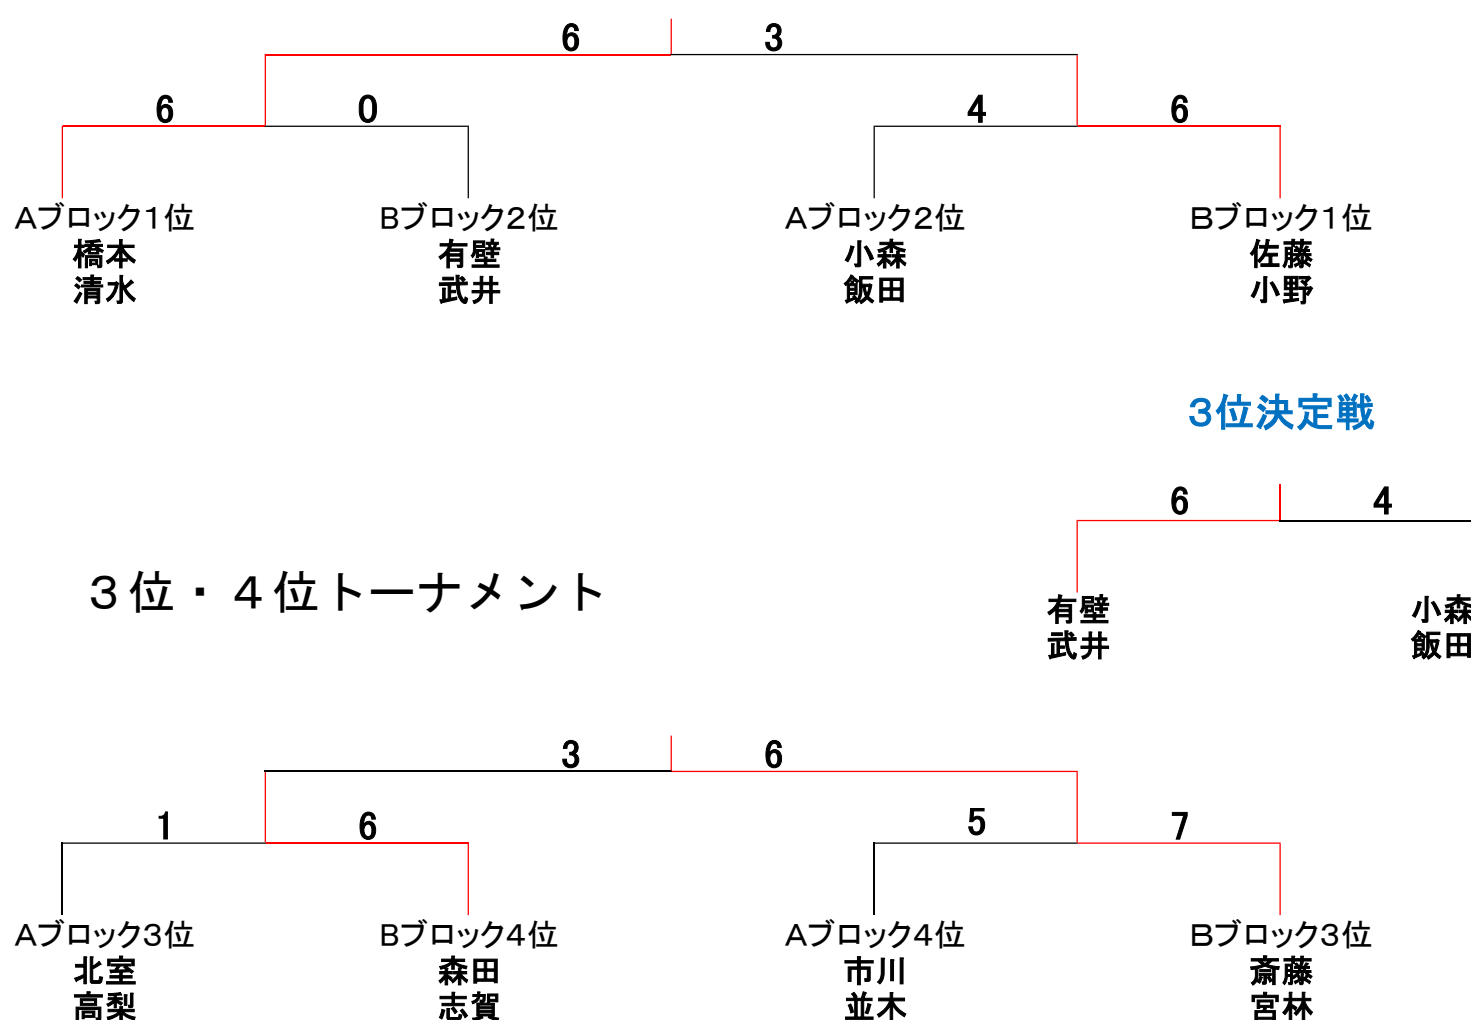 6 3
6 0 4 6
Aブロック1位 Bブロック2位 Aブロック2位 Bブロック1位
橋本 有壁 小森 佐藤
清水 武井 飯田 小野
3位決定戦
6 4
3位・4位トーナメント
有壁 小森
武井 飯田
3 6
1 6 5 7
Aブロック3位 Bブロック4位 Aブロック4位 Bブロック3位
北室 森田 市川 斎藤
高梨 志賀 並木 宮林